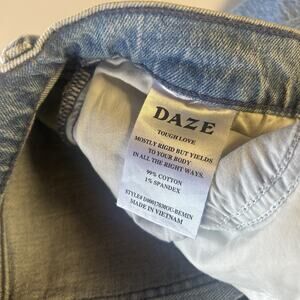 DAZE
TOUGH LOVE
MOSTLY RIGID BUT YIELDS
TO YOUR BODY
IN ALL THE RIGHT WAYS.
99% COTTON
1% SPANDEX
MADE IN VIETNAM